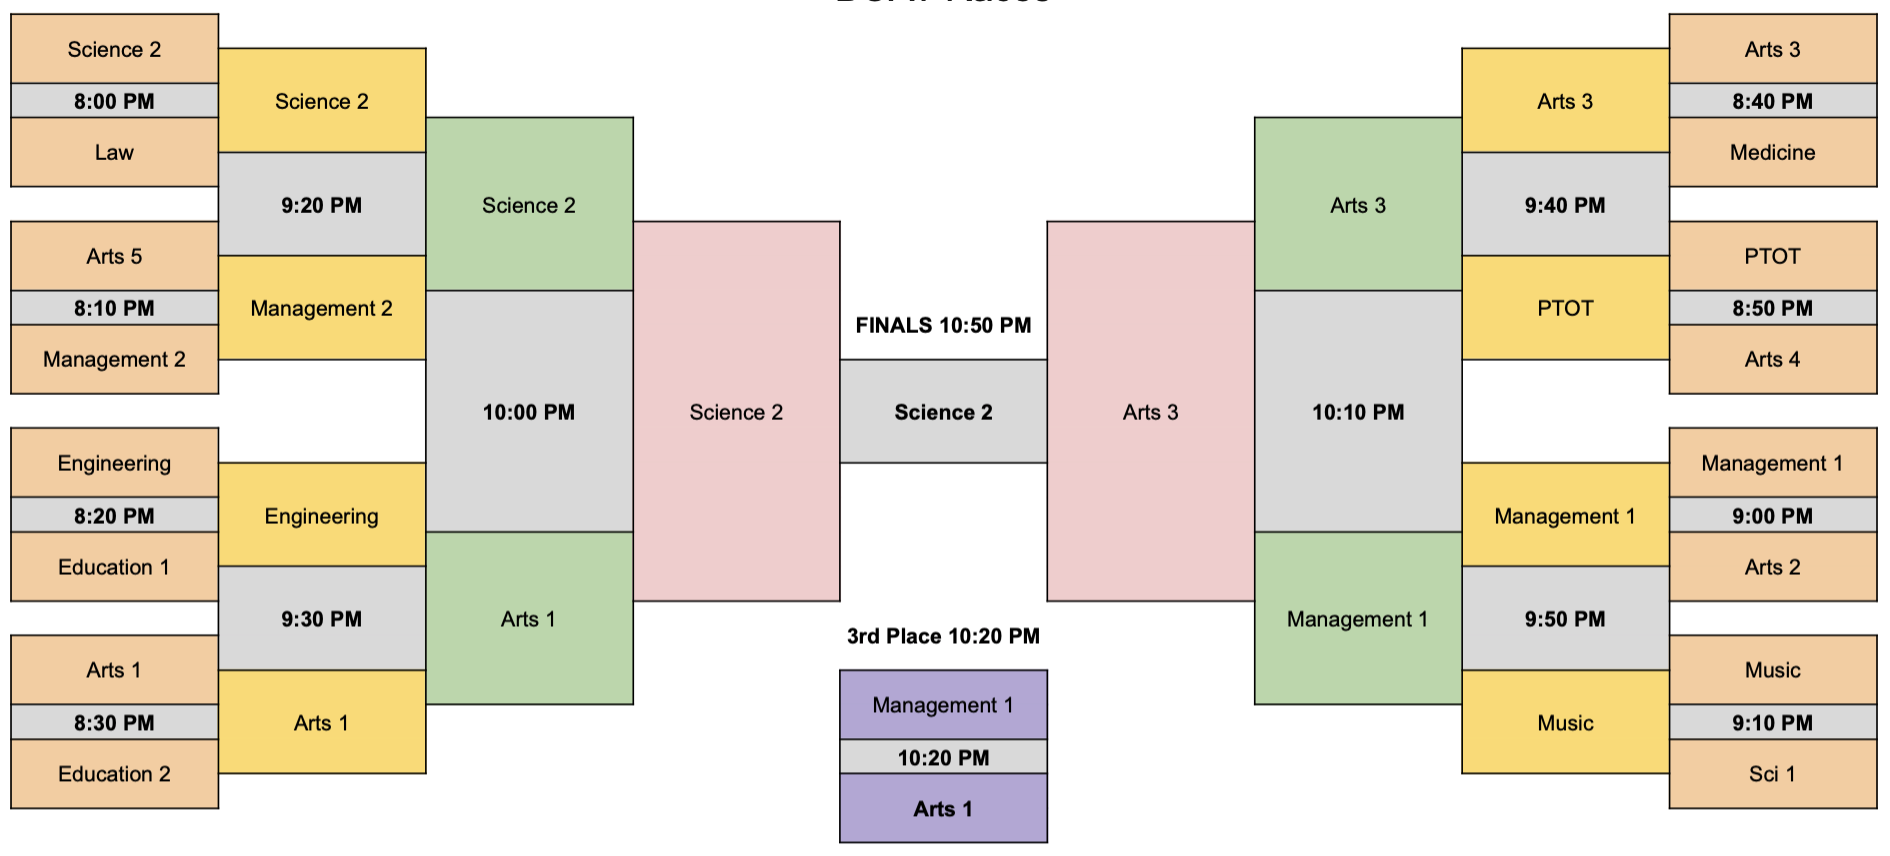 Science 2
8:00 PM
Law
Arts 5
8:10 PM
Management 2
Engineering
8:20 PM
Education 1
Arts 1
8:30 PM
Education 2
Science 2
9:20 PM
Management 2
Engineering
9:30 PM
Arts 1
Science 2
10:00 PM
Arts 1
Science 2
FINALS 10:50 PM
Science 2
3rd Place 10:20 PM
Management 1
10:20 PM
Arts 1
Arts 3
Arts 3
10:10 PM
Management 1
Arts 3
9:40 PM
PTOT
Management 1
9:50 PM
Music
Arts 3
8:40 PM
Medicine
PTOT
8:50 PM
Arts 4
Management 1
9:00 PM
Arts 2
Music
9:10 PM
Sci 1